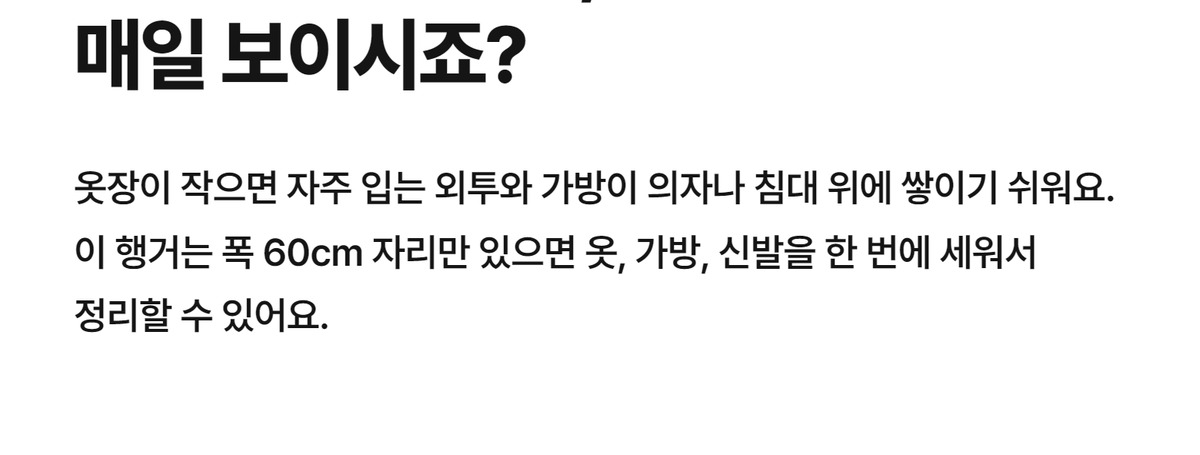 매일 보이시죠?
옷장이 작으면 자주 입는 외투와 가방이 의자나 침대 위에 쌓이기 쉬워요.
이 행거는 폭 60cm 자리만 있으면 옷, 가방, 신발을 한 번에 세워서
정리할 수 있어요.